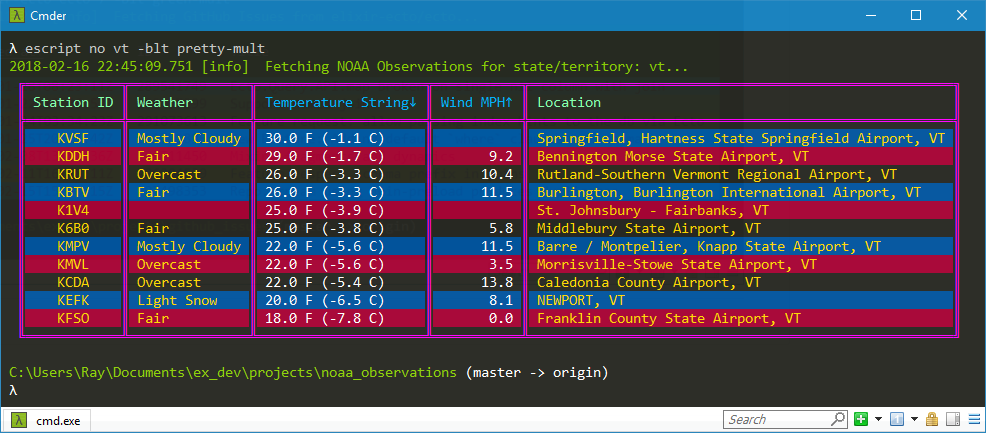 Cmder
λ escript no vt -blt pretty-mult
2018-02-16 22:45:09.751 [info]  Fetching NOAA Observations for state/territory: vt...
Station ID Weather Temperature String↓ Wind MPH↑ Location
KVSF Mostly Cloudy 30.0 F (-1.1 C) Springfield, Hartness State Springfield Airport, VT
KDDH Fair 29.0 F (-1.7 C) 9.2 Bennington Morse State Airport, VT
KRUT Overcast 26.0 F (-3.3 C) 10.4 Rutland-Southern Vermont Regional Airport, VT
KBTV Fair 26.0 F (-3.3 C) 11.5 Burlington, Burlington International Airport, VT
K1V4 25.0 F (-3.9 C) St. Johnsbury - Fairbanks, VT
K6B0 Fair 25.0 F (-3.8 C) 5.8 Middlebury State Airport, VT
KMPV Mostly Cloudy 22.0 F (-5.6 C) 11.5 Barre / Montpelier, Knapp State Airport, VT
KMVL Overcast 22.0 F (-5.6 C) 3.5 Morrisville-Stowe State Airport, VT
KCDA Overcast 22.0 F (-5.4 C) 13.8 Caledonia County Airport, VT
KEFK Light Snow 20.0 F (-6.5 C) 8.1 NEWPORT, VT
KFSO Fair 18.0 F (-7.8 C) 0.0 Franklin County State Airport, VT
C:\Users\Ray\Documents\ex_dev\projects\noaa_observations (master -> origin)
λ
λ cmd.exe Search